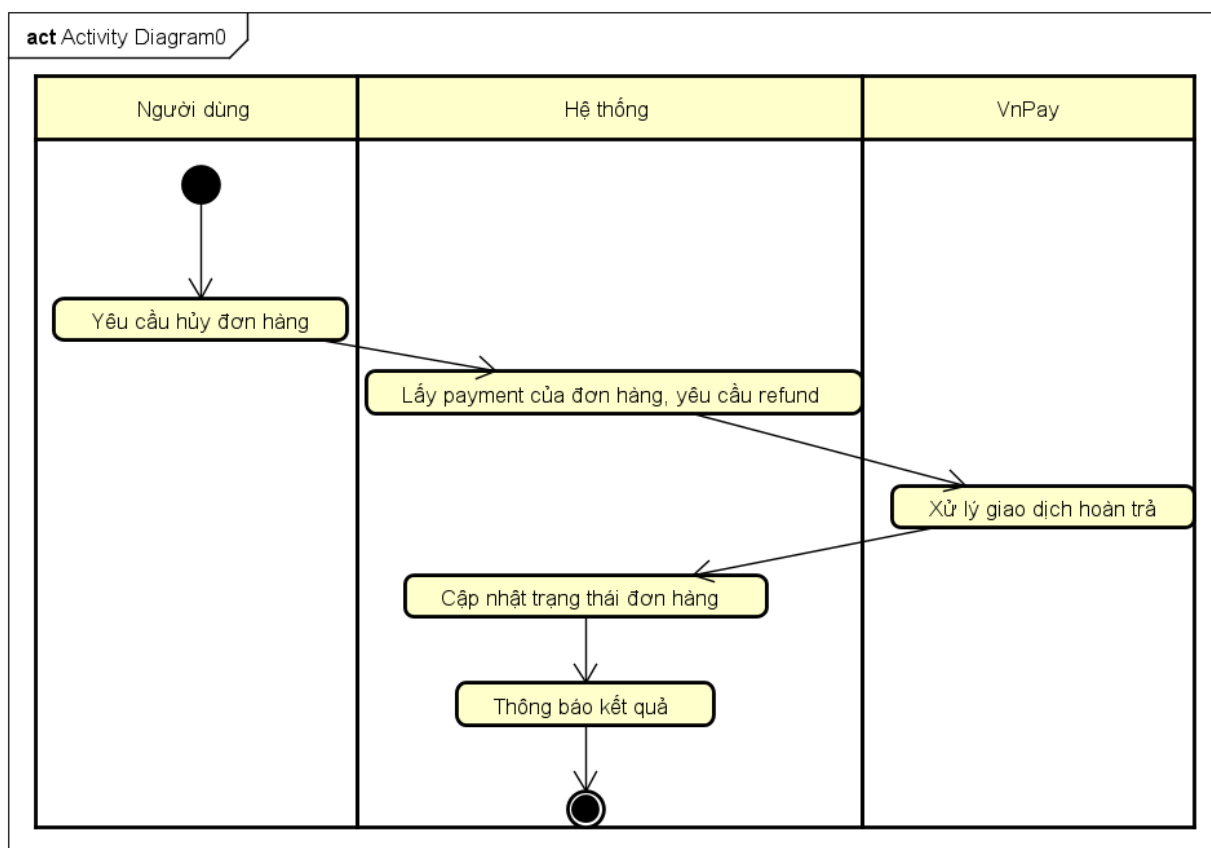 act Activity Diagram0
Người dùng
Hệ thống
VnPay
Yêu cầu hủy đơn hàng
Lấy payment của đơn hàng, yêu cầu refund
Xử lý giao dịch hoàn trả
Cập nhật trạng thái đơn hàng
Thông báo kết quả